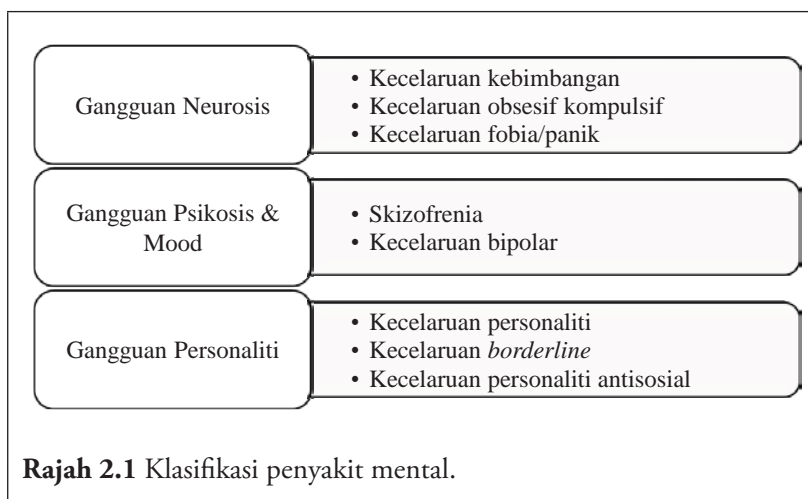 Gangguan Neurosis
• Kecelaruan kebimbangan
• Kecelaruan obsesif kompulsif
• Kecelaruan fobia/panik
Gangguan Psikosis &
Mood
• Skizofrenia
• Kecelaruan bipolar
Gangguan Personaliti
• Kecelaruan personaliti
• Kecelaruan borderline
• Kecelaruan personaliti antisosial
Rajah 2.1 Klasifikasi penyakit mental.